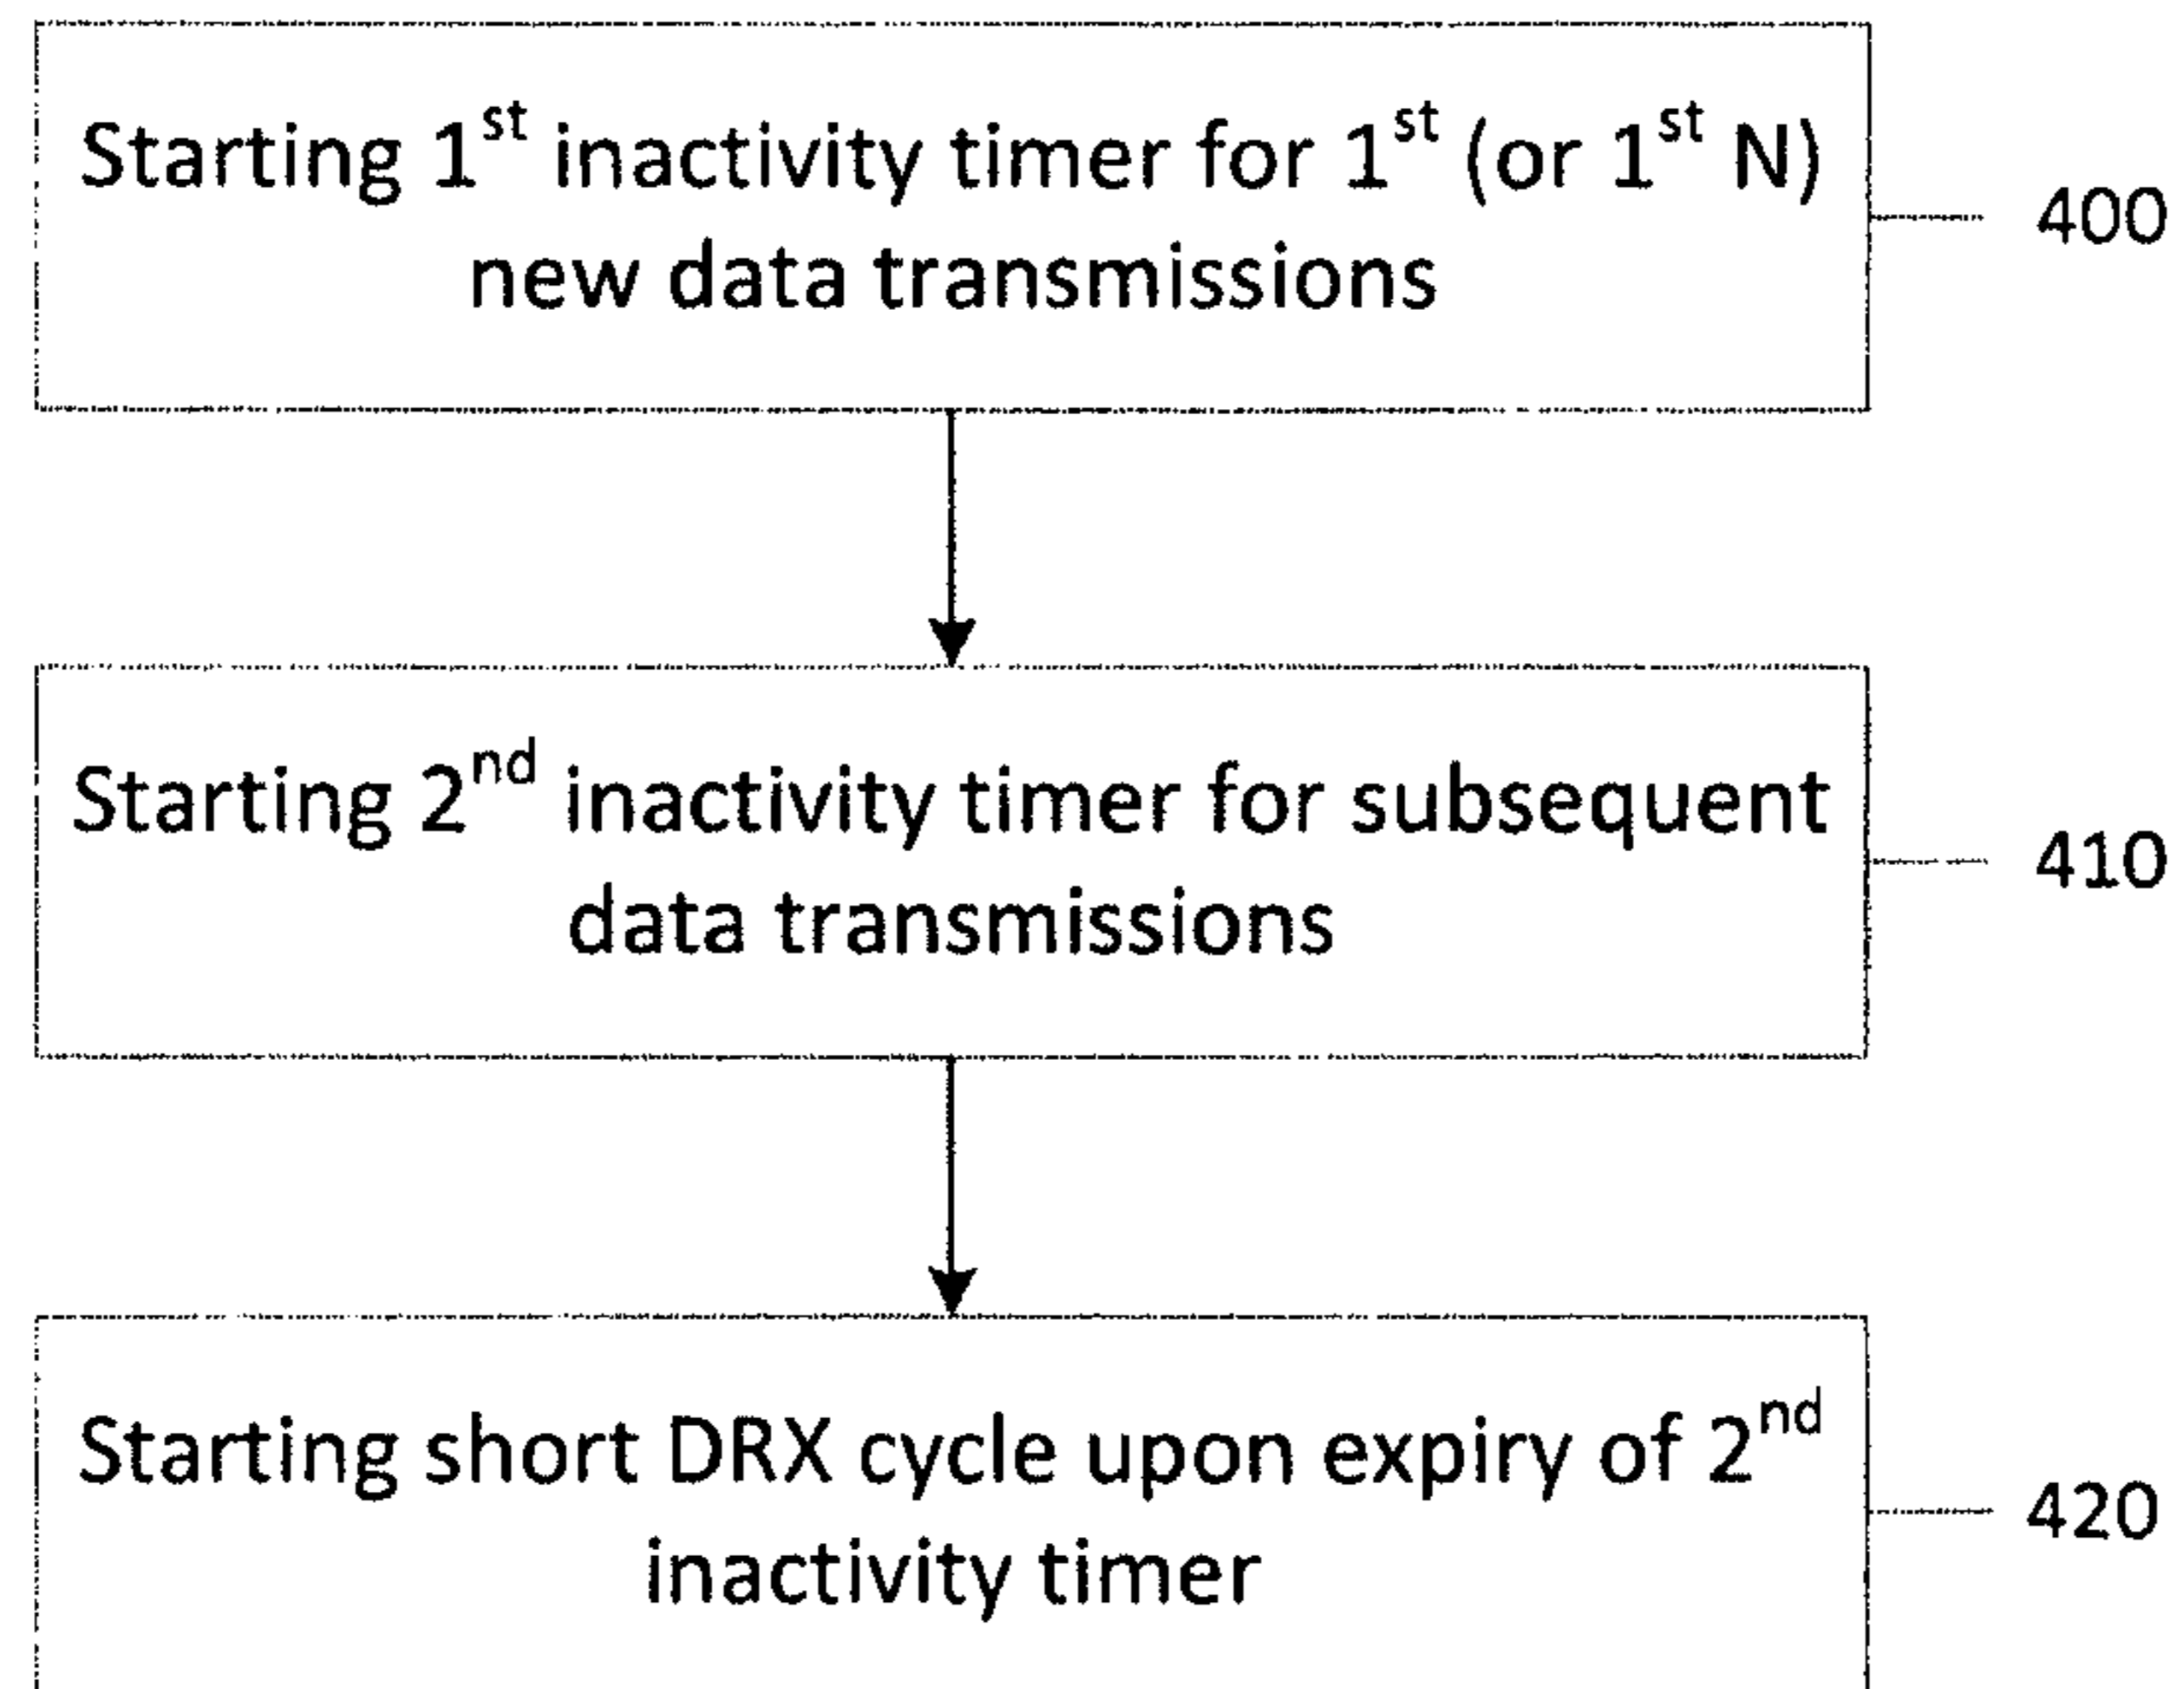 Starting 1st inactivity timer for 1st (or 1st N)
new data transmissions
400
Starting 2nd inactivity timer for subsequent
data transmissions
410
Starting short DRX cycle upon expiry of 2nd
inactivity timer
420